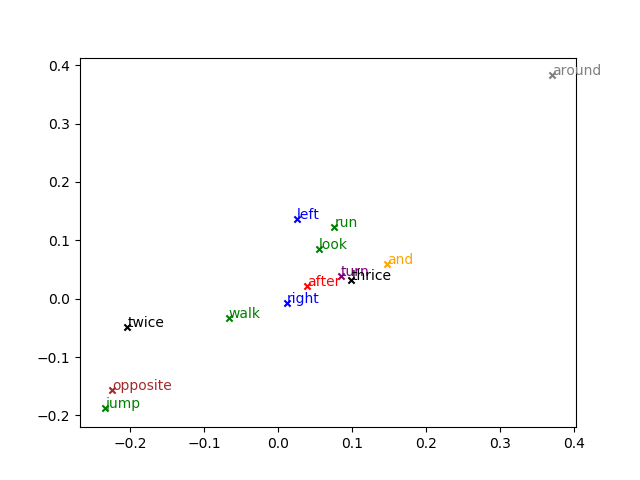 0.4
around
0.3
0.2
left
run
0.1
look
and
turn
thrice
after
0.0
right
walk
twice
−0.1
opposite
jump
−0.2
−0.2
−0.1
0.0
0.1
0.2
0.3
0.4